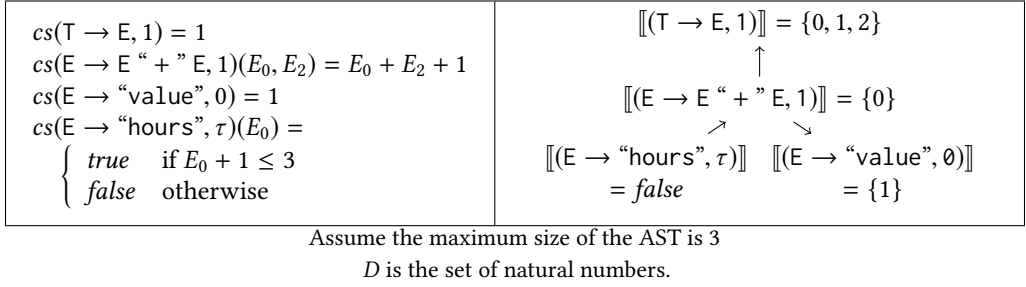 cs(T → E, 1) = 1
cs(E → E “ + ” E, 1)(E₀, E₂) = E₀ + E₂ + 1
cs(E → “value”, 0) = 1
cs(E → “hours”, τ)(E₀) =
{ true if E₀ + 1 ≤ 3
false otherwise
⟦(T → E, 1)⟧ = {0, 1, 2}
↑
⟦(E → E “ + ” E, 1)⟧ = {0}
↗ ↘
⟦(E → “hours”, τ)⟧ ⟦(E → “value”, 0)⟧
= false = {1}
Assume the maximum size of the AST is 3
D is the set of natural numbers.